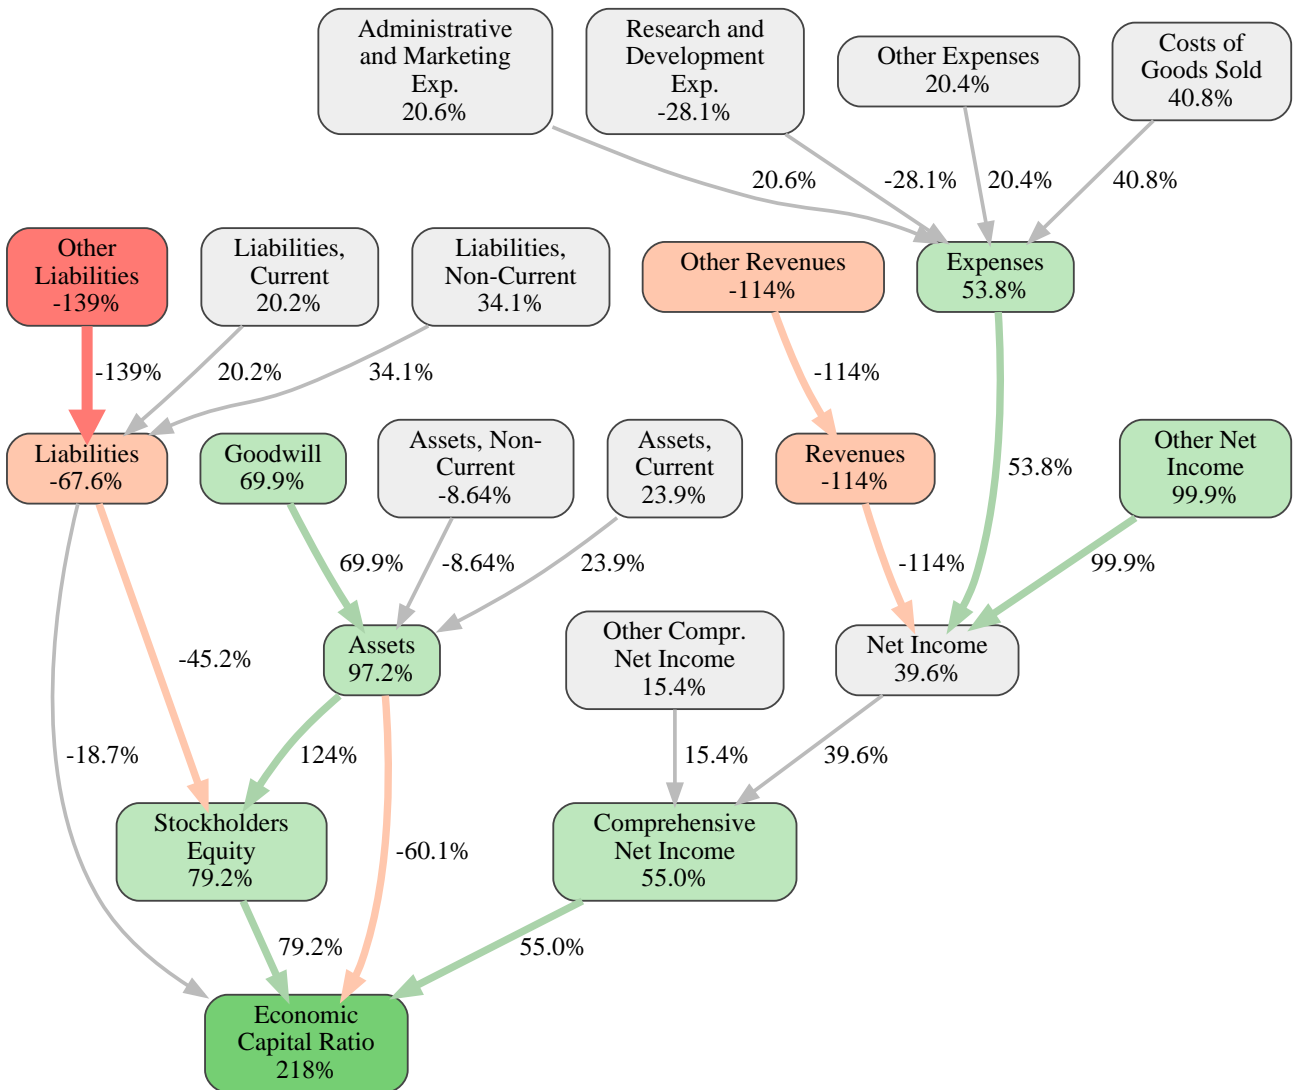 Administrative
and Marketing
Exp.
20.6%
Research and
Development
Exp.
-28.1%
Other Expenses
20.4%
Costs of
Goods Sold
40.8%
20.6%
-28.1%
20.4%
40.8%
Other
Liabilities
-139%
Liabilities,
Current
20.2%
Liabilities,
Non-Current
34.1%
Other Revenues
-114%
Expenses
53.8%
-139%
20.2%
34.1%
-114%
53.8%
Liabilities
-67.6%
Goodwill
69.9%
Assets, Non-
Current
-8.64%
Assets,
Current
23.9%
Revenues
-114%
Other Net
Income
99.9%
69.9%
-8.64%
23.9%
-114%
99.9%
-45.2%
Assets
97.2%
Other Compr.
Net Income
15.4%
Net Income
39.6%
-18.7%
124%
15.4%
39.6%
Stockholders
Equity
79.2%
-60.1%
Comprehensive
Net Income
55.0%
79.2%
55.0%
Economic
Capital Ratio
218%